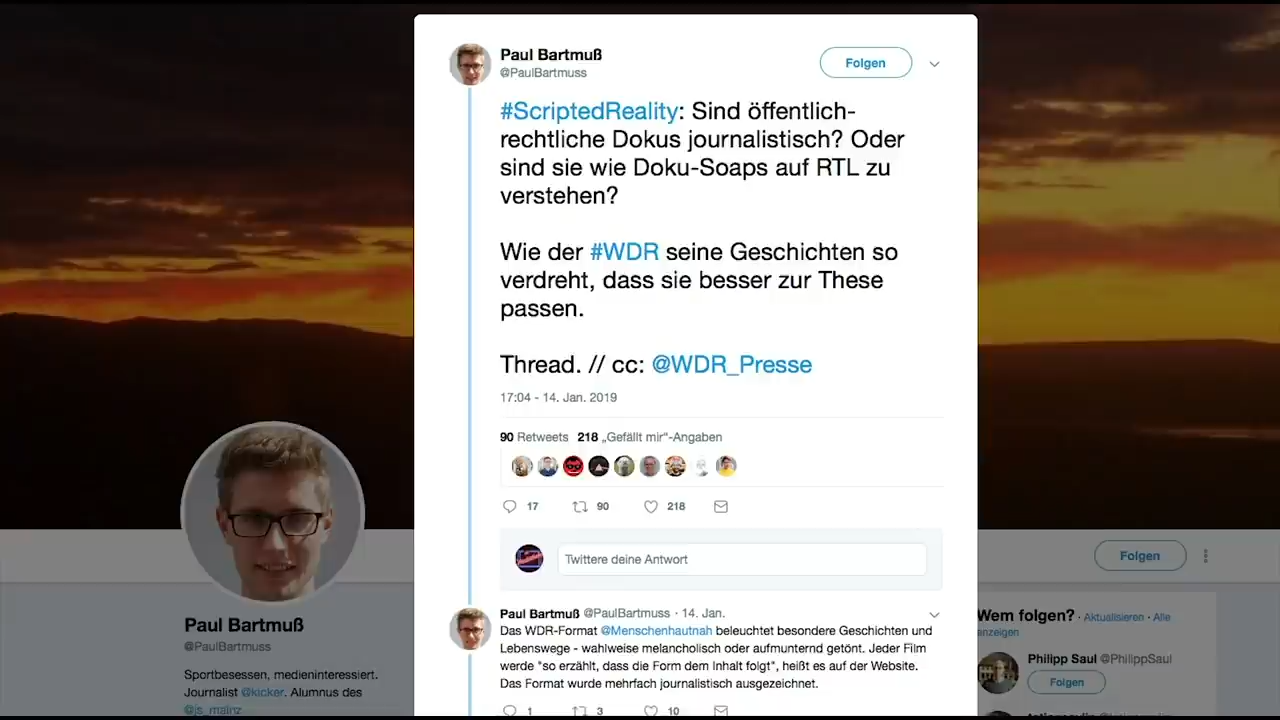 Paul Bartmuß
@PaulBartmuss
Folgen
#ScriptedReality: Sind öffentlich-
rechtliche Dokus journalistisch? Oder
sind sie wie Doku-Soaps auf RTL zu
verstehen?
Wie der #WDR seine Geschichten so
verdreht, dass sie besser zur These
passen.
Thread. // cc: @WDR_Presse
17:04 - 14. Jan. 2019
90 Retweets 218 „Gefällt mir“-Angaben
17 90 218
Twittere deine Antwort
Paul Bartmuß @PaulBartmuss · 14. Jan.
Das WDR-Format @Menschenhautnah beleuchtet besondere Geschichten und
Lebenswege - wahlweise melancholisch oder aufmunternd getönt. Jeder Film
werde "so erzählt, dass die Form dem Inhalt folgt", heißt es auf der Website.
Das Format wurde mehrfach journalistisch ausgezeichnet.
1 3 10
Paul Bartmuß
@PaulBartmuss
Sportbesessen, medieninteressiert.
Journalist @kicker. Alumnus des
@js_mainz
Folgen
Wem folgen? · Aktualisieren · Alle
anzeigen
Philipp Saul @PhilippSaul
Folgen